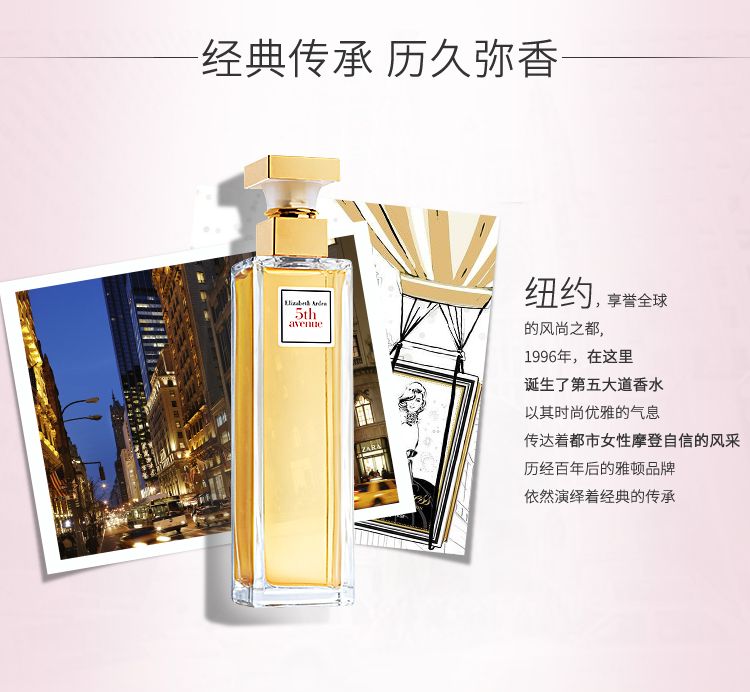 经典传承 历久弥香
Elizabeth Arden
5th
avenue
ZARA
纽约，享誉全球
的风尚之都,
1996年，在这里
诞生了第五大道香水
以其时尚优雅的气息
传达着都市女性摩登自信的风采
历经百年后的雅顿品牌
依然演绎着经典的传承